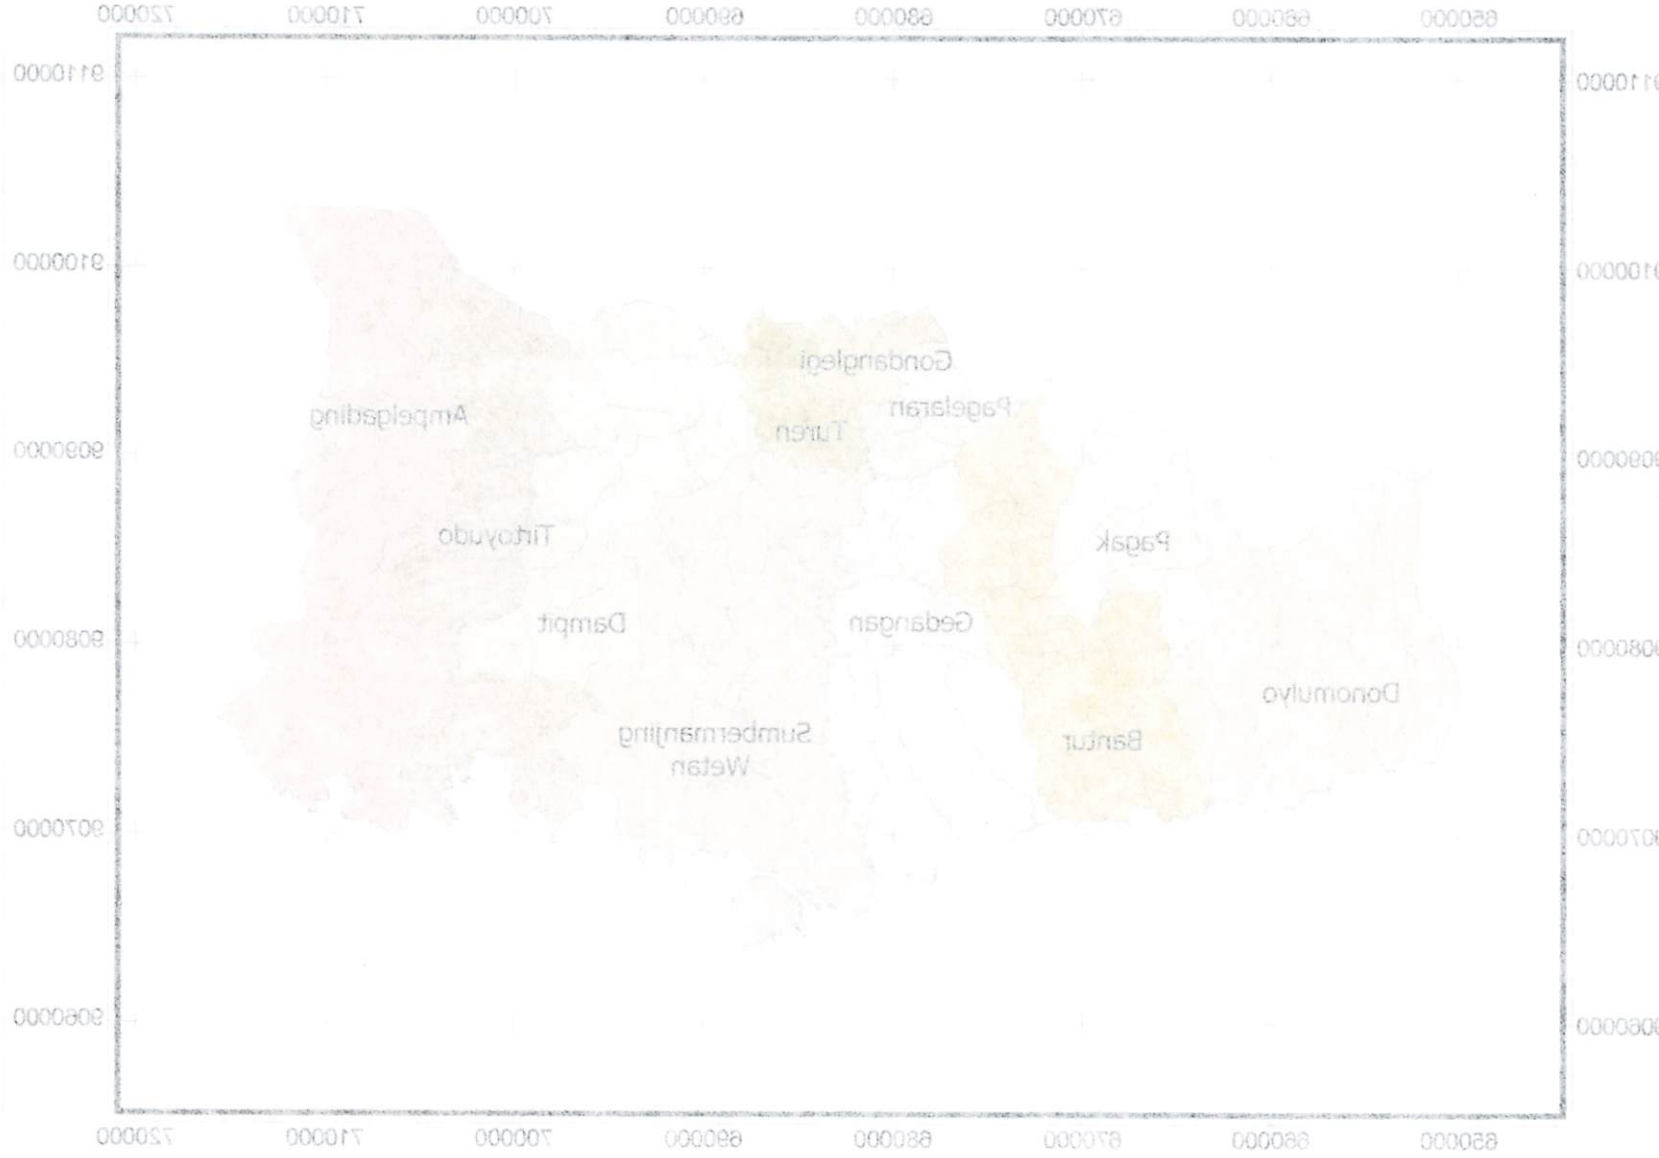 720000 710000 700000 690000 680000 670000 660000 650000
9110000 9110000
9100000 9100000
Gondanglegi
Pagelaran
Ampelgading
Turen
9090000 9090000
Tirtoyudo
Pagak
Dampit
Gedangan
9080000 9080000
Donomulyo
Sumbermanjing
Wetan
Bantur
9070000 9070000
9060000 9060000
720000 710000 700000 690000 680000 670000 660000 650000